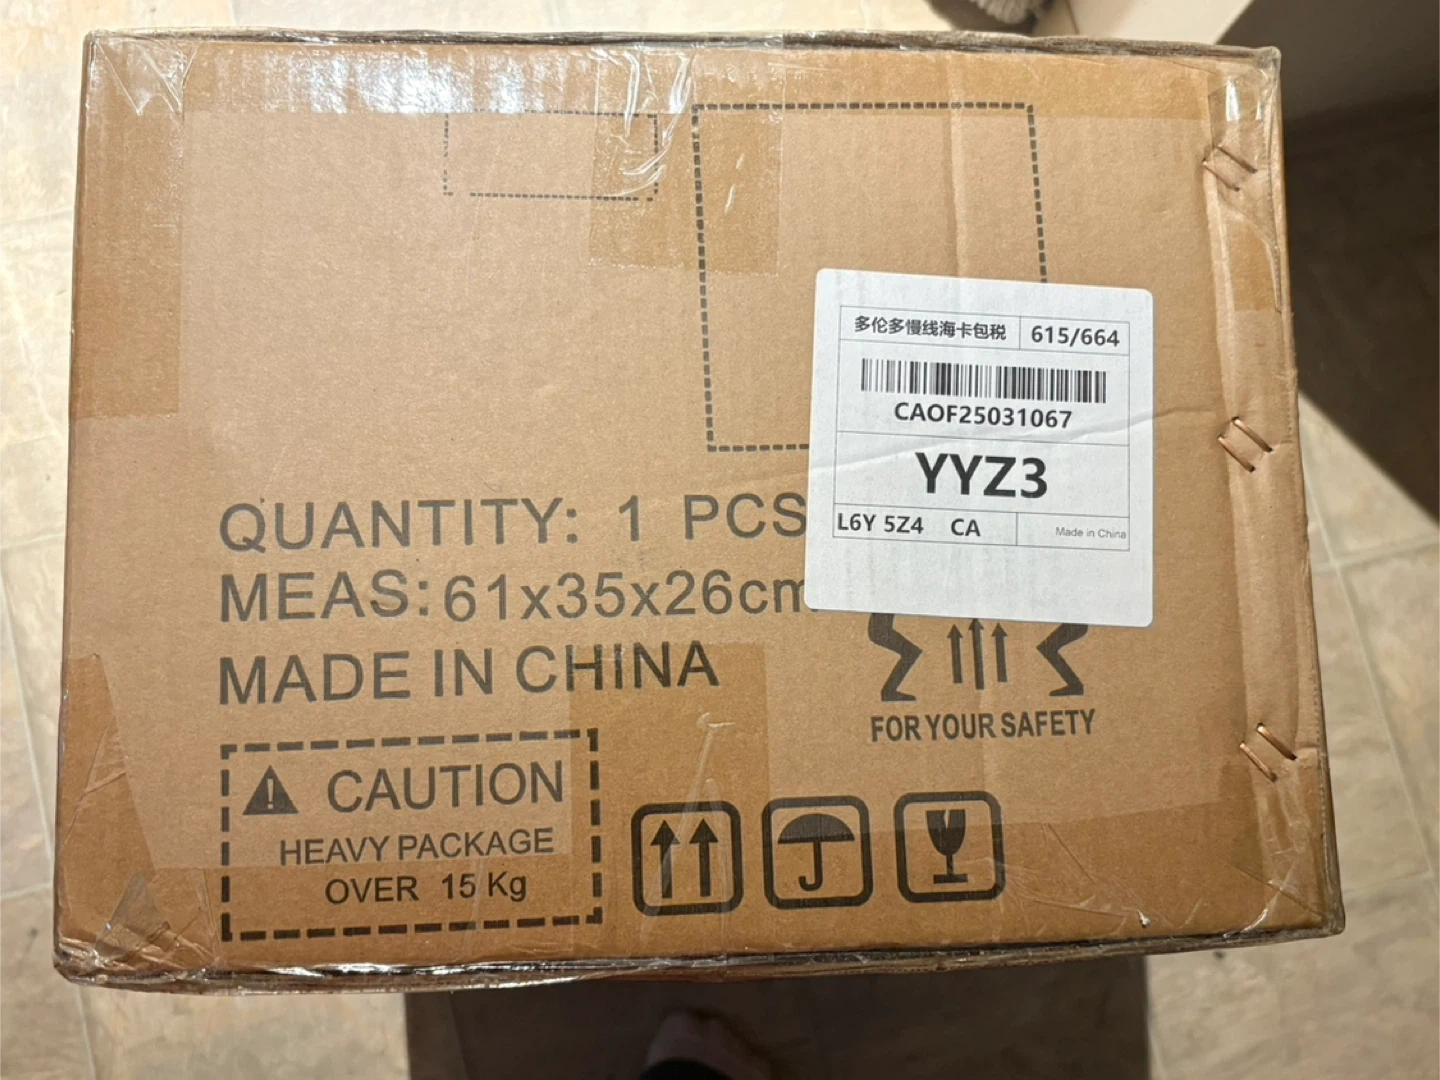 多伦多慢线海卡包税 615/664
CAOF25031067
YYZ3
L6Y 5Z4 CA Made in China
QUANTITY: 1 PCS
MEAS: 61x35x26cm
MADE IN CHINA
FOR YOUR SAFETY
CAUTION
HEAVY PACKAGE
OVER 15 Kg